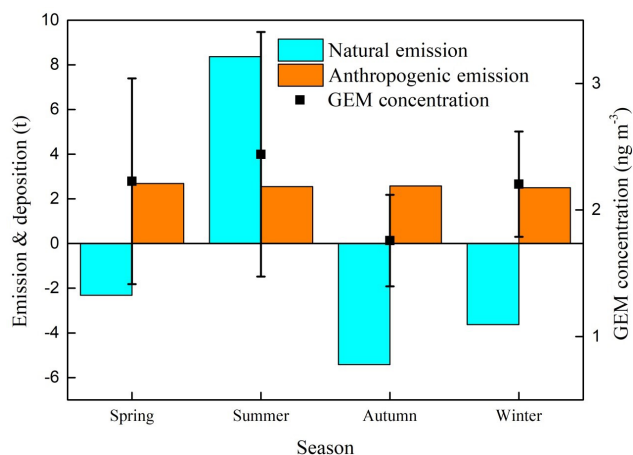 10
8
6
4
2
0
-2
-4
-6
Emission & deposition (t)
Natural emission
Anthropogenic emission
GEM concentration
3
2
1
GEM concentration (ng m⁻³)
Spring Summer Autumn Winter
Season